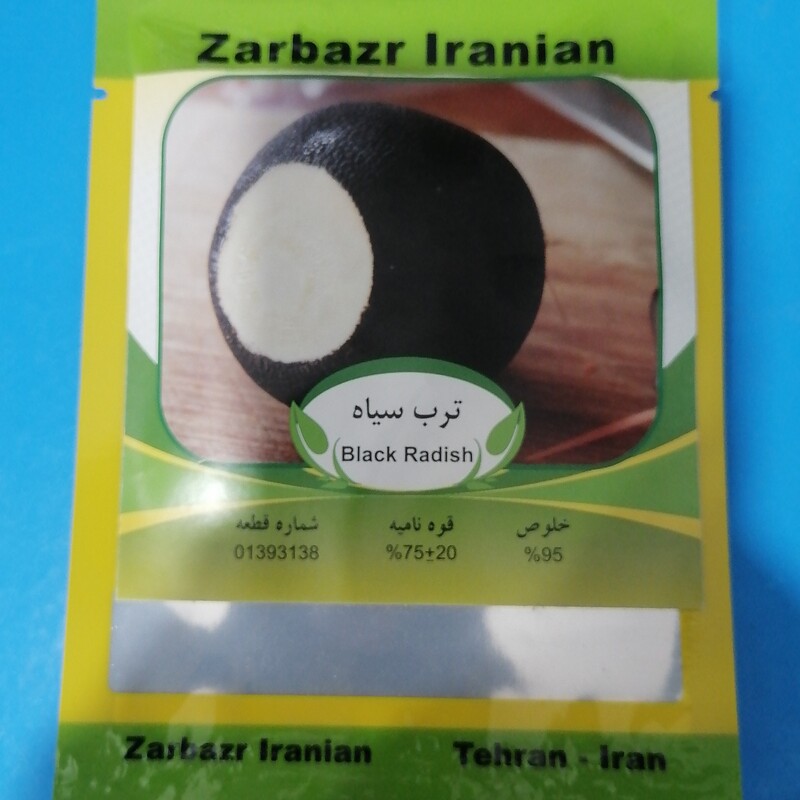 Zarbazr Iranian
ترب سیاه
(Black Radish)
خلوص قوه نامیه شماره قطعه
%95 %75±20 01393138
Zarbazr Iranian Tehran - Iran